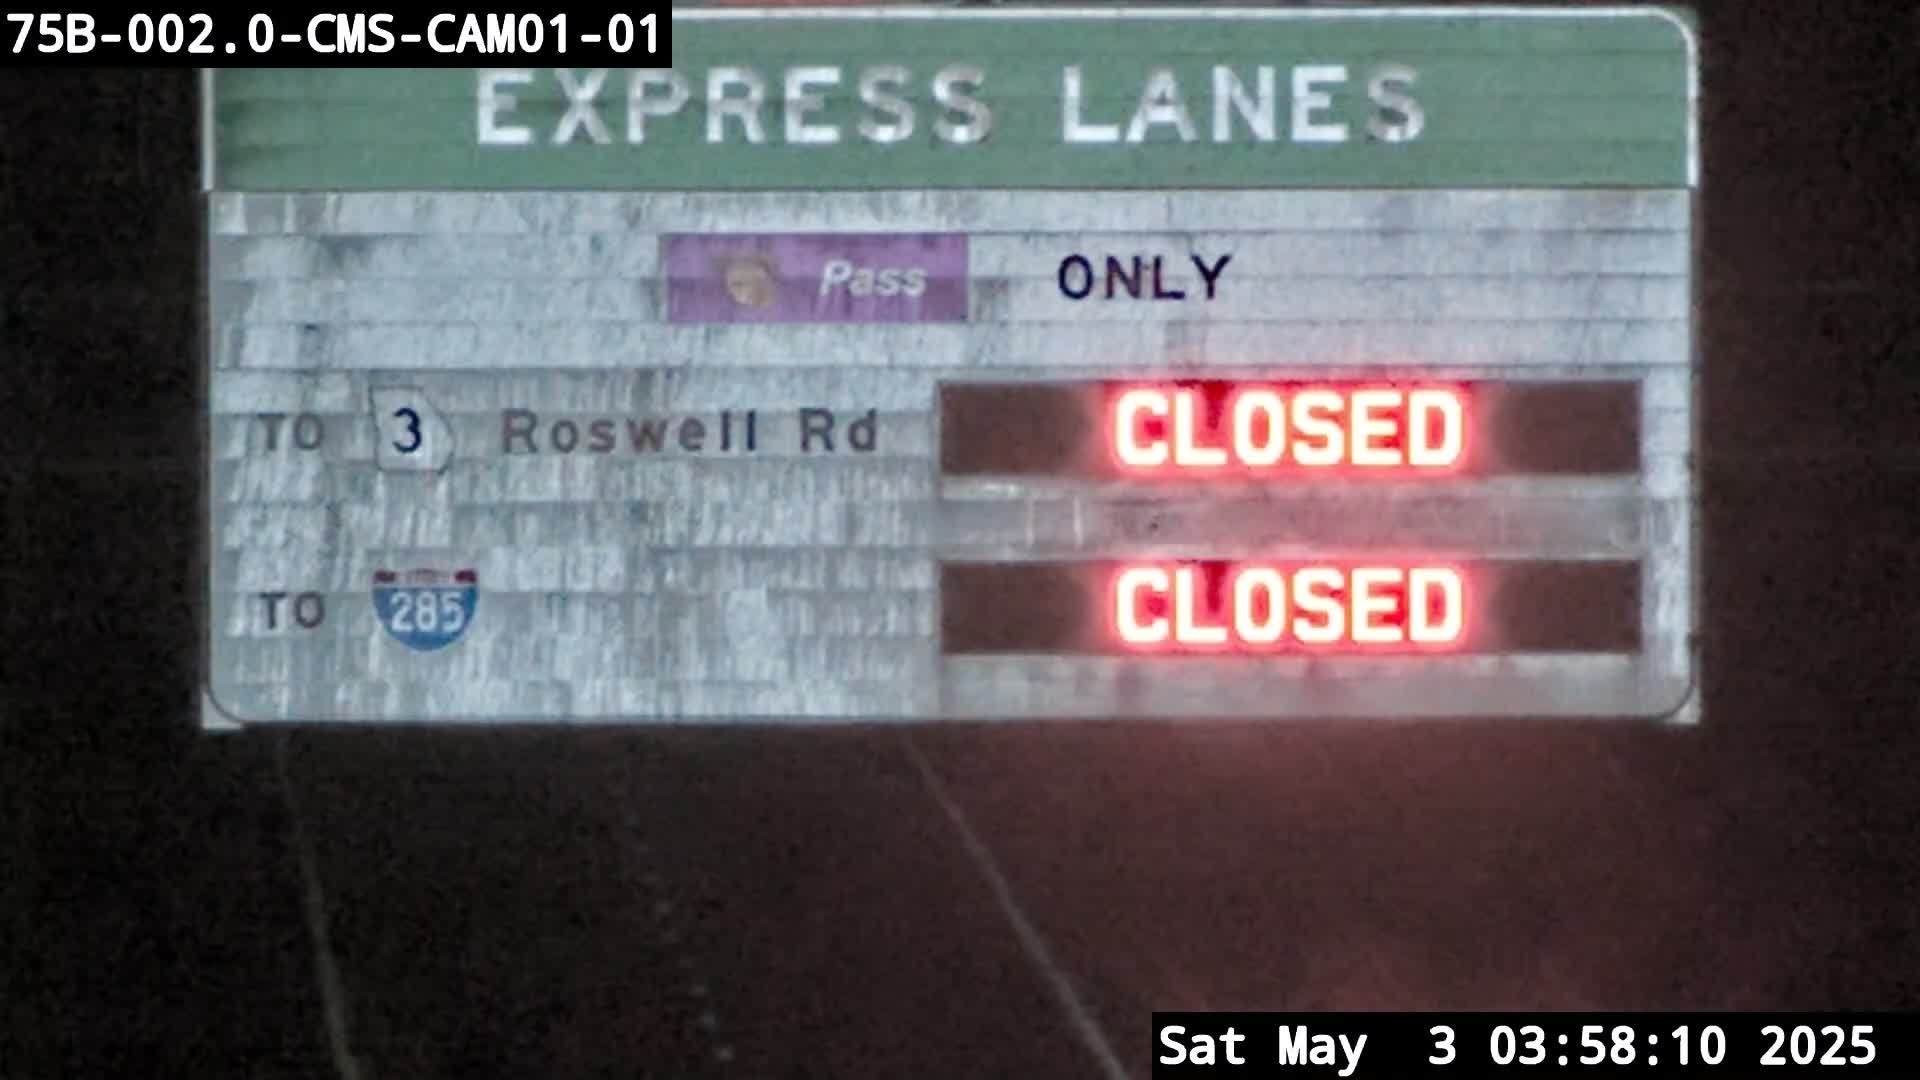 75B-002.0-CMS-CAM01-01
EXPRESS LANES
Pass ONLY
TO 3 Roswell Rd CLOSED
TO 285 CLOSED
Sat May 3 03:58:10 2025